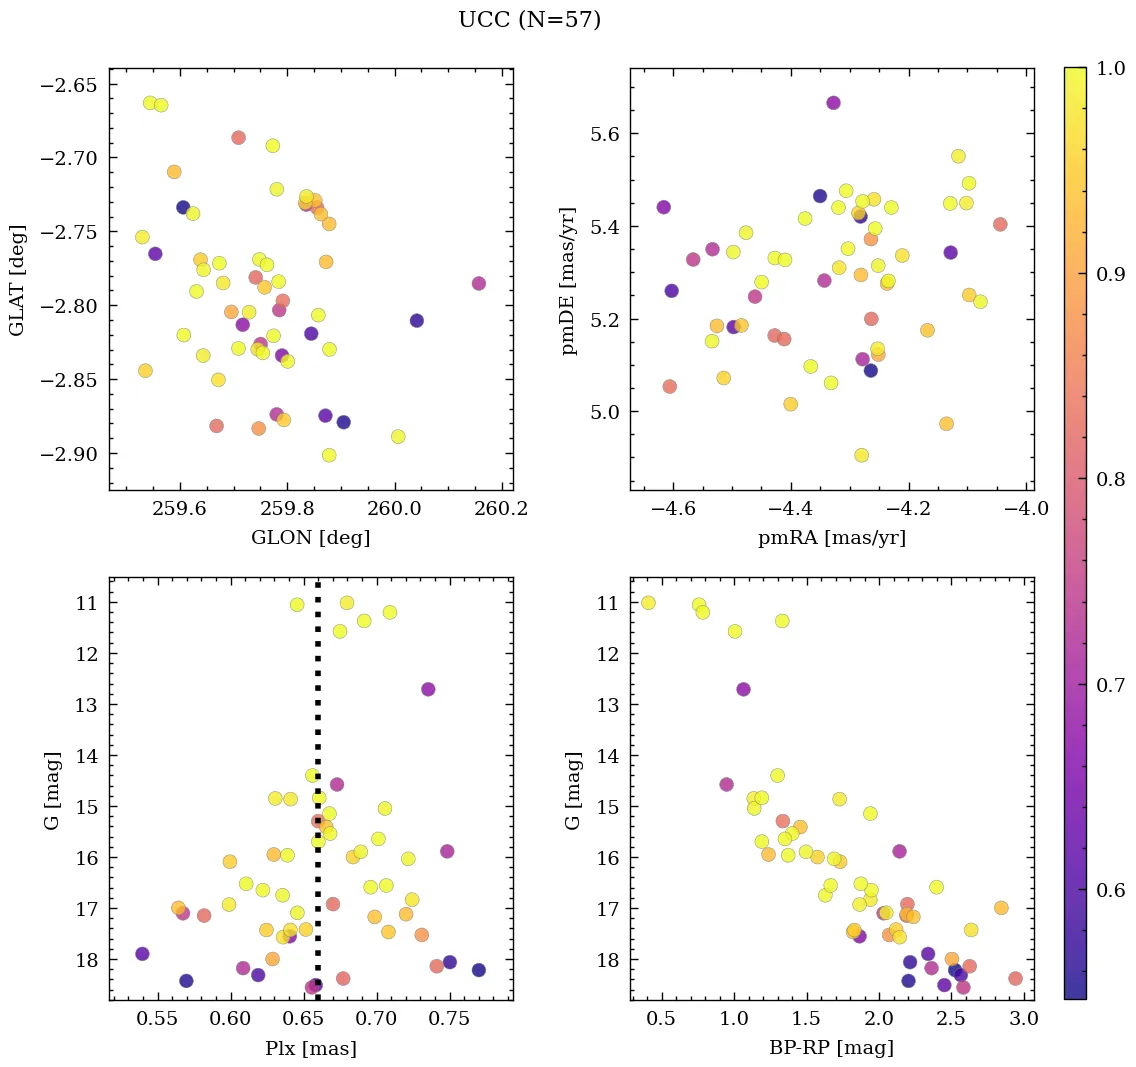 UCC (N=57)
−2.65
−2.70
−2.75
−2.80
−2.85
−2.90
GLAT [deg]
259.6 259.8 260.0 260.2
GLON [deg]
5.6
5.4
5.2
5.0
pmDE [mas/yr]
−4.6 −4.4 −4.2 −4.0
pmRA [mas/yr]
1.0
0.9
0.8
0.7
0.6
11
12
13
14
15
16
17
18
G [mag]
0.55 0.60 0.65 0.70 0.75
Plx [mas]
11
12
13
14
15
16
17
18
G [mag]
0.5 1.0 1.5 2.0 2.5 3.0
BP-RP [mag]